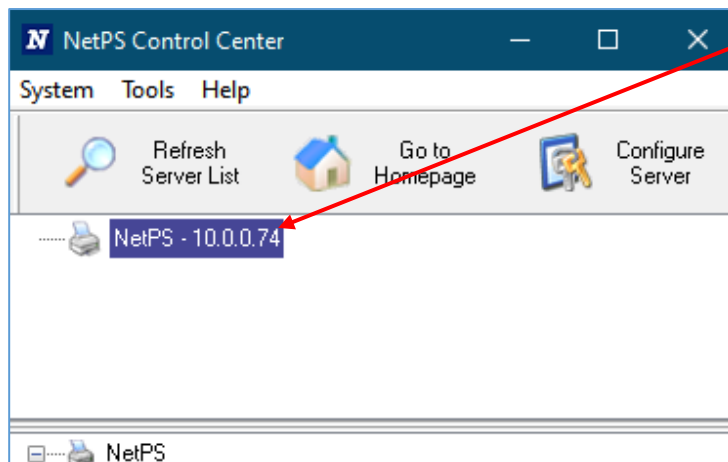 N NetPS Control Center
System Tools Help
Refresh
Server List
Go to
Homepage
Configure
Server
NetPS - 10.0.0.74
NetPS